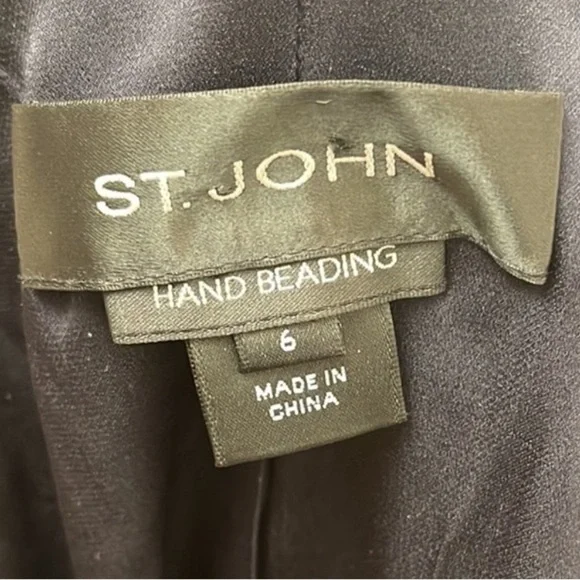 ST. JOHN
HAND BEADING
6
MADE IN
CHINA